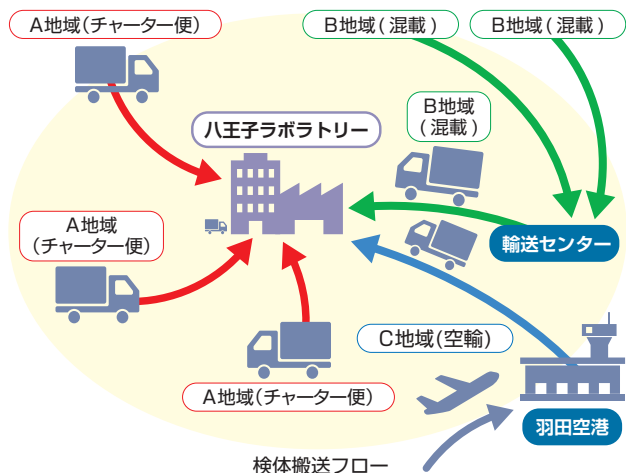 A地域(チャーター便)
B地域(混載)
B地域(混載)
B地域
(混載)
八王子ラボラトリー
A地域
(チャーター便)
輸送センター
C地域(空輸)
A地域(チャーター便)
羽田空港
検体搬送フロー